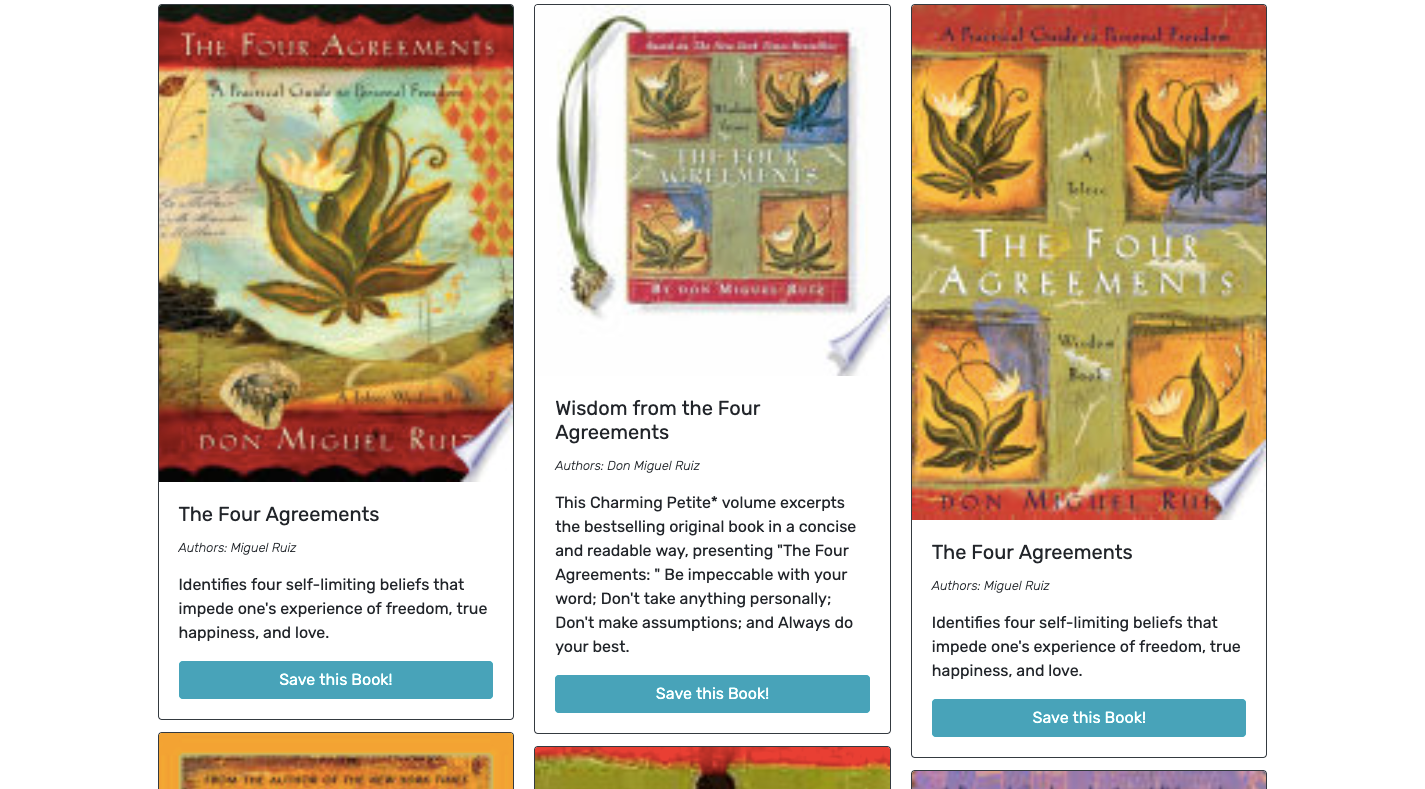 THE FOUR AGREEMENTS
A Practical Guide to Personal Freedom
A Toltec Wisdom Book
DON MIGUEL RUIZ
The Four Agreements
Authors: Miguel Ruiz
Identifies four self-limiting beliefs that
impede one's experience of freedom, true
happiness, and love.
Save this Book!
Based on The New York Times Bestseller
Wisdom
from
THE FOUR
AGREEMENTS
BY DON MIGUEL RUIZ
Wisdom from the Four
Agreements
Authors: Don Miguel Ruiz
This Charming Petite* volume excerpts
the bestselling original book in a concise
and readable way, presenting "The Four
Agreements: " Be impeccable with your
word; Don't take anything personally;
Don't make assumptions; and Always do
your best.
Save this Book!
A Practical Guide to Personal Freedom
A
Toltec
THE FOUR
AGREEMENTS
Wisdom
Book
DON MIGUEL RUIZ
The Four Agreements
Authors: Miguel Ruiz
Identifies four self-limiting beliefs that
impede one's experience of freedom, true
happiness, and love.
Save this Book!
FROM THE AUTHOR OF THE NEW YORK TIMES